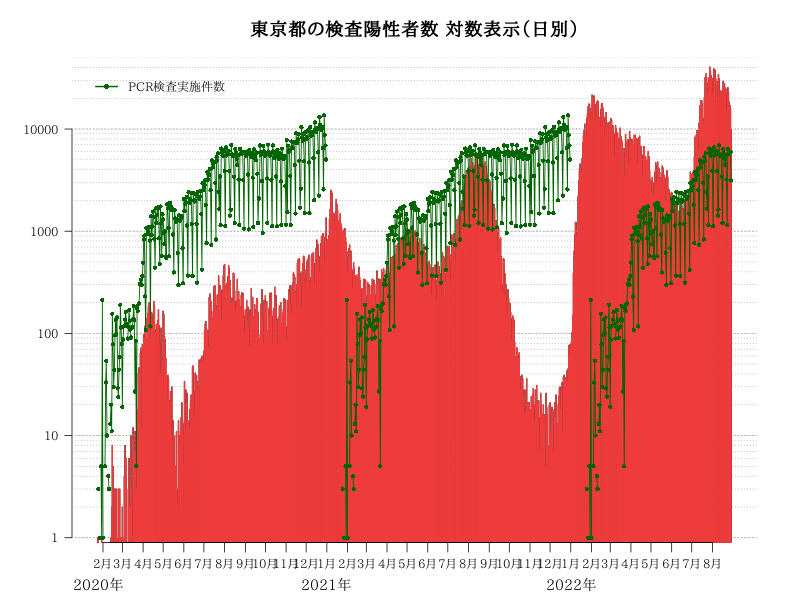 東京都の検査陽性者数 対数表示（日別）
PCR検査実施件数
10000
1000
100
10
1
2月 3月 4月 5月 6月 7月 8月 9月 10月 11月 12月 1月 2月 3月 4月 5月 6月 7月 8月 9月 10月 11月 12月 1月 2月 3月 4月 5月 6月 7月 8月
2020年 2021年 2022年